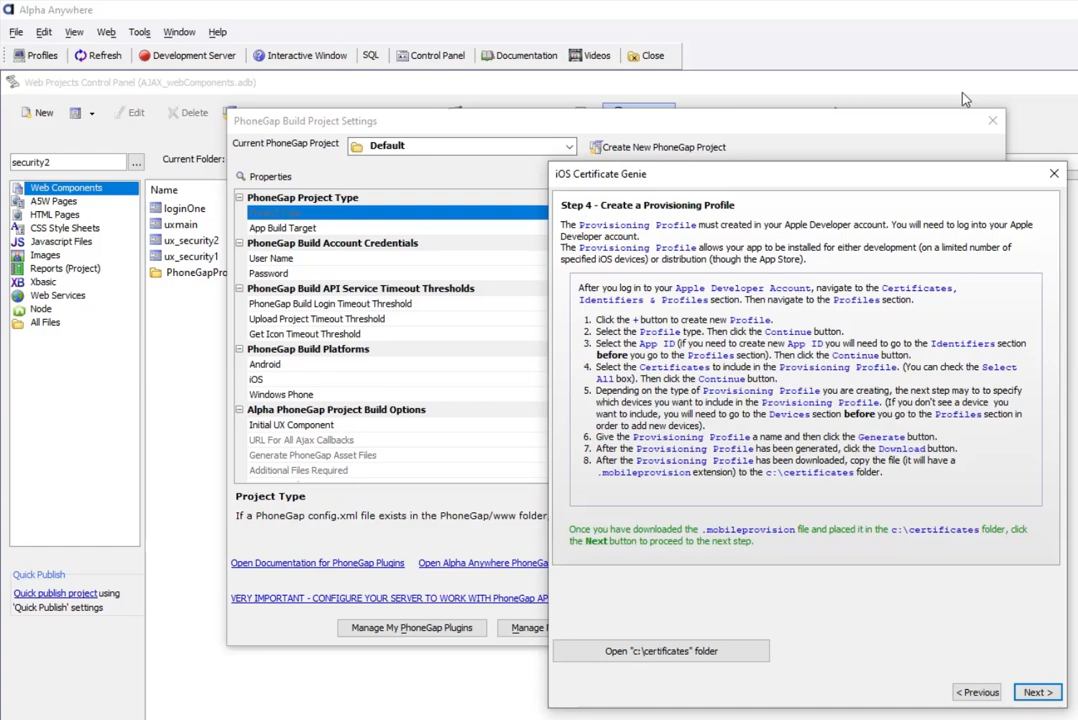 Alpha Anywhere
File Edit View Web Tools Window Help
Profiles Refresh Development Server Interactive Window SQL Control Panel Documentation Videos Close
Web Projects Control Panel (AJAX_webComponents.adb)
New Edit Delete
security2 ... Current Folder:
Web Components
A5W Pages
HTML Pages
CSS Style Sheets
Javascript Files
Images
Reports (Project)
Xbasic
Web Services
Node
All Files
Quick Publish
Quick publish project using
'Quick Publish' settings
Name
loginOne
uxmain
ux_security2
ux_security1
PhoneGapPro
PhoneGap Build Project Settings
Current PhoneGap Project Default Create New PhoneGap Project
Properties
PhoneGap Project Type
App Build Target
PhoneGap Build Account Credentials
User Name
Password
PhoneGap Build API Service Timeout Thresholds
PhoneGap Build Login Timeout Threshold
Upload Project Timeout Threshold
Get Icon Timeout Threshold
PhoneGap Build Platforms
Android
iOS
Windows Phone
Alpha PhoneGap Project Build Options
Initial UX Component
URL For All Ajax Callbacks
Generate PhoneGap Asset Files
Additional Files Required
Project Type
If a PhoneGap config.xml file exists in the PhoneGap/www folder,
Open Documentation for PhoneGap Plugins Open Alpha Anywhere PhoneGa
VERY IMPORTANT - CONFIGURE YOUR SERVER TO WORK WITH PhoneGap AP
Manage My PhoneGap Plugins Manage
iOS Certificate Genie
Step 4 - Create a Provisioning Profile
The Provisioning Profile must created in your Apple Developer account. You will need to log into your Apple
Developer account.
The Provisioning Profile allows your app to be installed for either development (on a limited number of
specified iOS devices) or distribution (though the App Store).
After you log in to your Apple Developer Account, navigate to the Certificates,
Identifiers & Profiles section. Then navigate to the Profiles section.
1. Click the + button to create new Profile.
2. Select the Profile type. Then click the Continue button.
3. Select the App ID (if you need to create new App ID you will need to go to the Identifiers section
before you go to the Profiles section). Then click the Continue button.
4. Select the Certificates to include in the Provisioning Profile. (You can check the Select
All box). Then click the Continue button.
5. Depending on the type of Provisioning Profile you are creating, the next step may to to specify
which devices you want to include in the Provisioning Profile. (If you don't see a device you
want to include, you will need to go to the Devices section before you go to the Profiles section in
order to add new devices).
6. Give the Provisioning Profile a name and then click the Generate button.
7. After the Provisioning Profile has been generated, click the Download button.
8. After the Provisioning Profile has been downloaded, copy the file (it will have a
.mobileprovision extension) to the c:\certificates folder.
Once you have downloaded the .mobileprovision file and placed it in the c:\certificates folder, click
the Next button to proceed to the next step.
Open "c:\certificates" folder
< Previous Next >